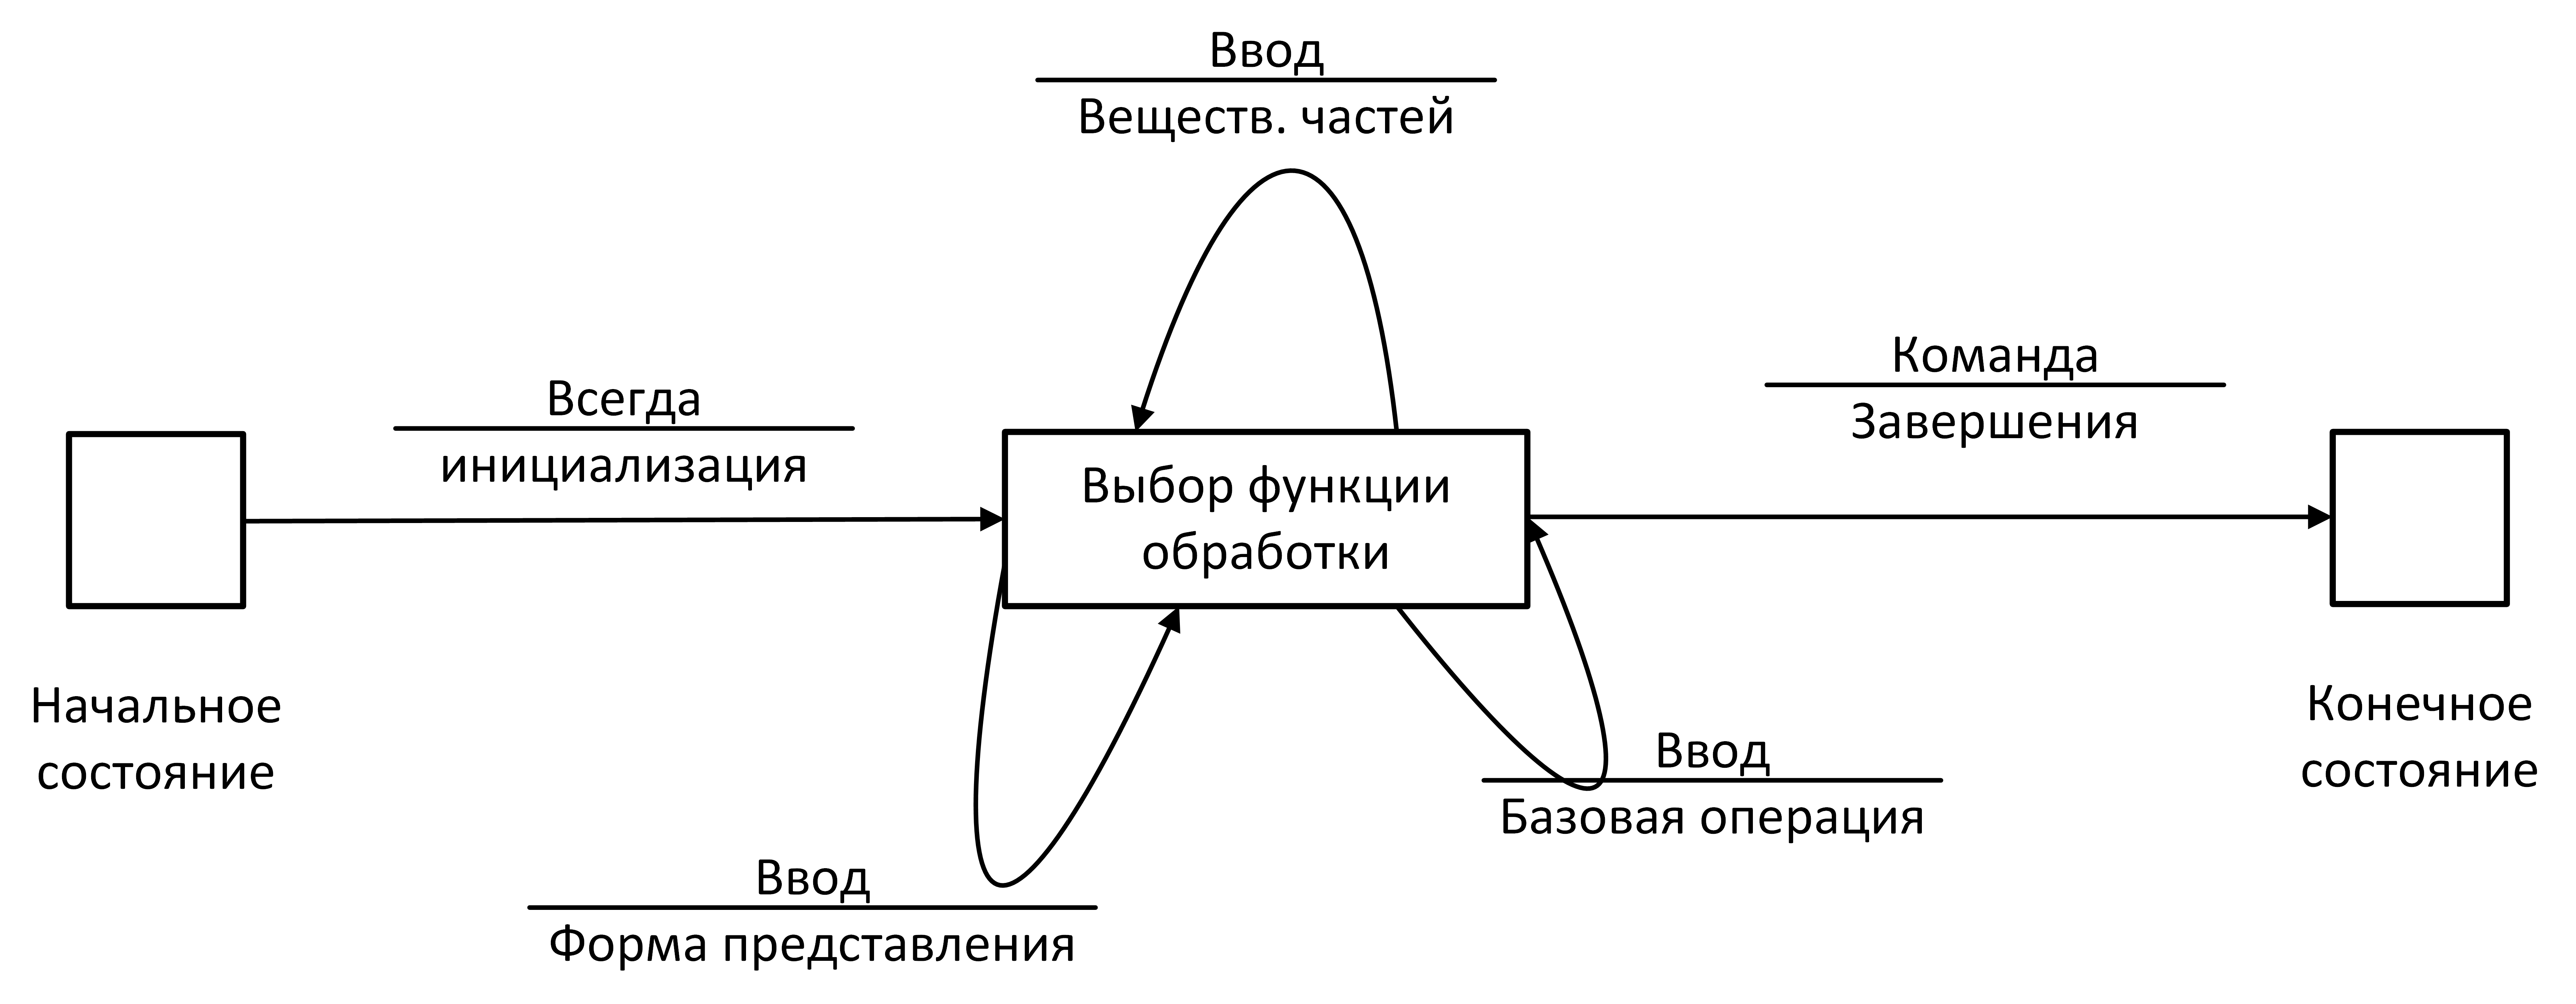 Ввод
Веществ. частей
Всегда
инициализация
Команда
Завершения
Выбор функции
обработки
Начальное
состояние
Конечное
состояние
Ввод
Базовая операция
Ввод
Форма представления